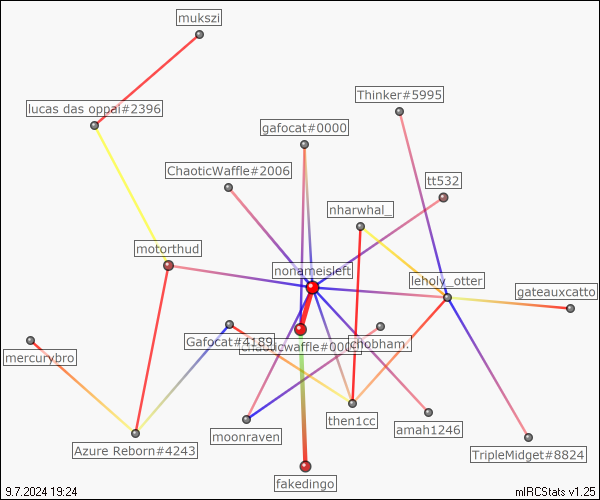 mukszi
lucas das oppai#2396
Thinker#5995
gafocat#0000
ChaoticWaffle#2006
tt532
nharwhal_
motorthud
nonameisleft
leholy_otter
gateauxcatto
Gafocat#4189
chaoticwaffle#0000
chobham.
mercurybro
then1cc
amah1246
moonraven
Azure Reborn#4243
TripleMidget#8824
fakedingo
9.7.2024 19:24
mIRCStats v1.25